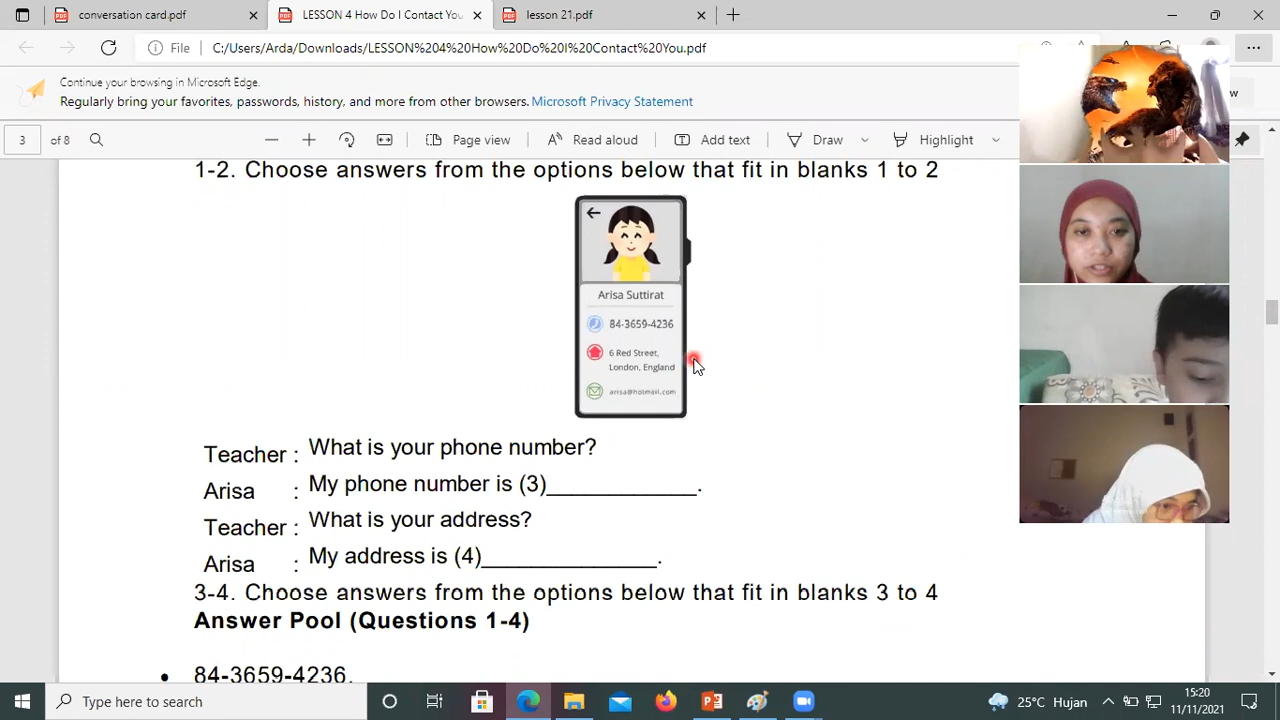 conversation card.pdf
LESSON 4 How Do I Contact You
lesson 21.pdf
File
C:/Users/Arda/Downloads/LESSON%204%20How%20Do%20I%20Contact%20You.pdf
Continue your browsing in Microsoft Edge.
Regularly bring your favorites, passwords, history, and more from other browsers. Microsoft Privacy Statement
3 of 8
Page view
Read aloud
Add text
Draw
Highlight
1-2. Choose answers from the options below that fit in blanks 1 to 2
Arisa Suttirat
84-3659-4236
6 Red Street,
London, England
arisa@hotmail.com
Teacher : What is your phone number?
Arisa : My phone number is (3)____________.
Teacher : What is your address?
Arisa : My address is (4)______________.
3-4. Choose answers from the options below that fit in blanks 3 to 4
Answer Pool (Questions 1-4)
• 84-3659-4236.
Type here to search
25°C Hujan
15:20
11/11/2021